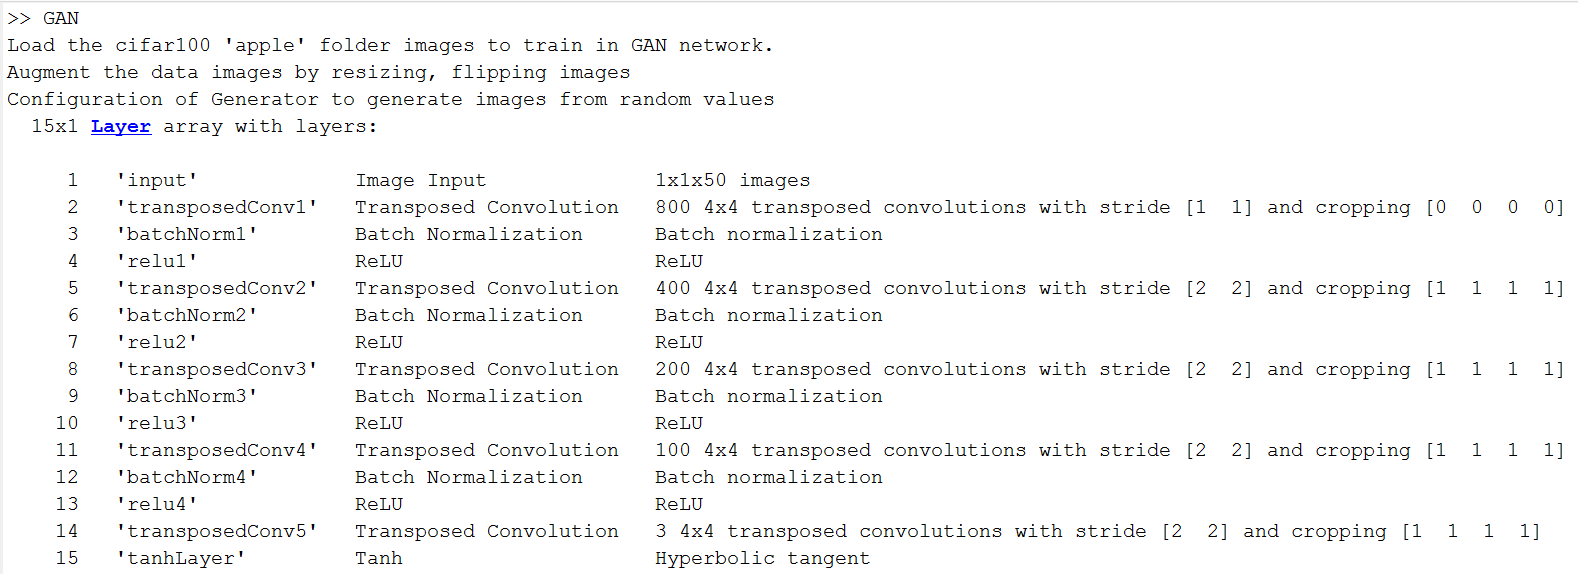 >> GAN
Load the cifar100 'apple' folder images to train in GAN network.
Augment the data images by resizing, flipping images
Configuration of Generator to generate images from random values
15x1 Layer array with layers:
1 'input' Image Input 1x1x50 images
2 'transposedConv1' Transposed Convolution 800 4x4 transposed convolutions with stride [1 1] and cropping [0 0 0 0]
3 'batchNorm1' Batch Normalization Batch normalization
4 'relu1' ReLU ReLU
5 'transposedConv2' Transposed Convolution 400 4x4 transposed convolutions with stride [2 2] and cropping [1 1 1 1]
6 'batchNorm2' Batch Normalization Batch normalization
7 'relu2' ReLU ReLU
8 'transposedConv3' Transposed Convolution 200 4x4 transposed convolutions with stride [2 2] and cropping [1 1 1 1]
9 'batchNorm3' Batch Normalization Batch normalization
10 'relu3' ReLU ReLU
11 'transposedConv4' Transposed Convolution 100 4x4 transposed convolutions with stride [2 2] and cropping [1 1 1 1]
12 'batchNorm4' Batch Normalization Batch normalization
13 'relu4' ReLU ReLU
14 'transposedConv5' Transposed Convolution 3 4x4 transposed convolutions with stride [2 2] and cropping [1 1 1 1]
15 'tanhLayer' Tanh Hyperbolic tangent